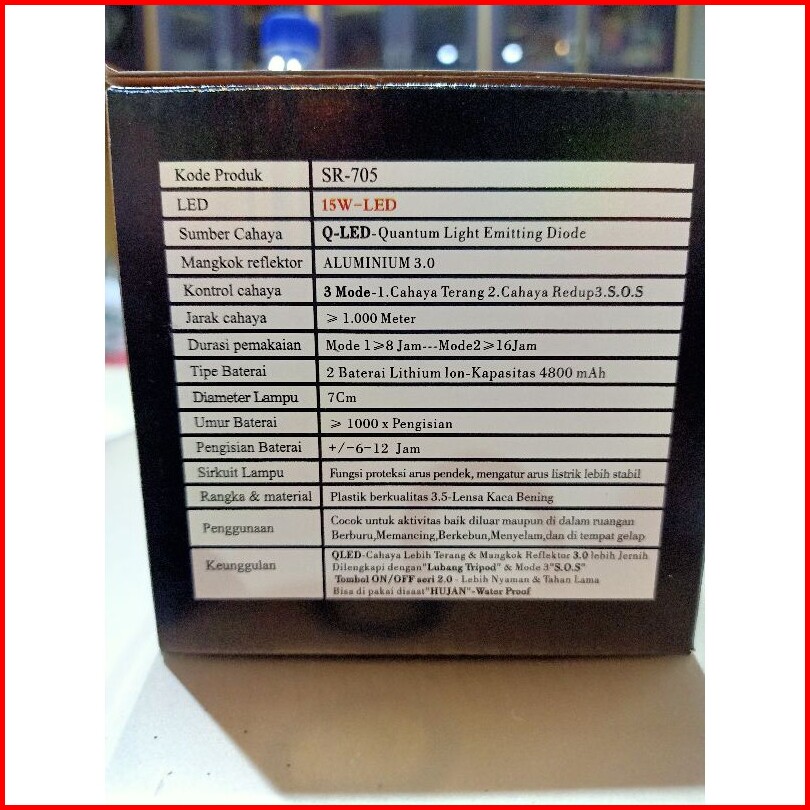 Kode Produk SR-705
LED 15W-LED
Sumber Cahaya Q-LED-Quantum Light Emitting Diode
Mangkok reflektor ALUMINIUM 3.0
Kontrol cahaya 3 Mode-1.Cahaya Terang 2.Cahaya Redup3.S.O.S
Jarak cahaya ⩾ 1.000 Meter
Durasi pemakaian Mode 1⩾8 Jam---Mode2⩾16Jam
Tipe Baterai 2 Baterai Lithium Ion-Kapasitas 4800 mAh
Diameter Lampu 7Cm
Umur Baterai ⩾ 1000 x Pengisian
Pengisian Baterai +/-6-12 Jam
Sirkuit Lampu Fungsi proteksi arus pendek, mengatur arus listrik lebih stabil
Rangka & material Plastik berkualitas 3.5-Lensa Kaca Bening
Penggunaan Cocok untuk aktivitas baik diluar maupun di dalam ruangan
Berburu,Memancing,Berkebun,Menyelam,dan di tempat gelap
Keunggulan QLED-Cahaya Lebih Terang & Mangkok Reflektor 3.0 lebih Jernih
Dilengkapi dengan"Lubang Tripod" & Mode 3"S.O.S"
Tombol ON/OFF seri 2.0 - Lebih Nyaman & Tahan Lama
Bisa di pakai disaat"HUJAN"-Water Proof